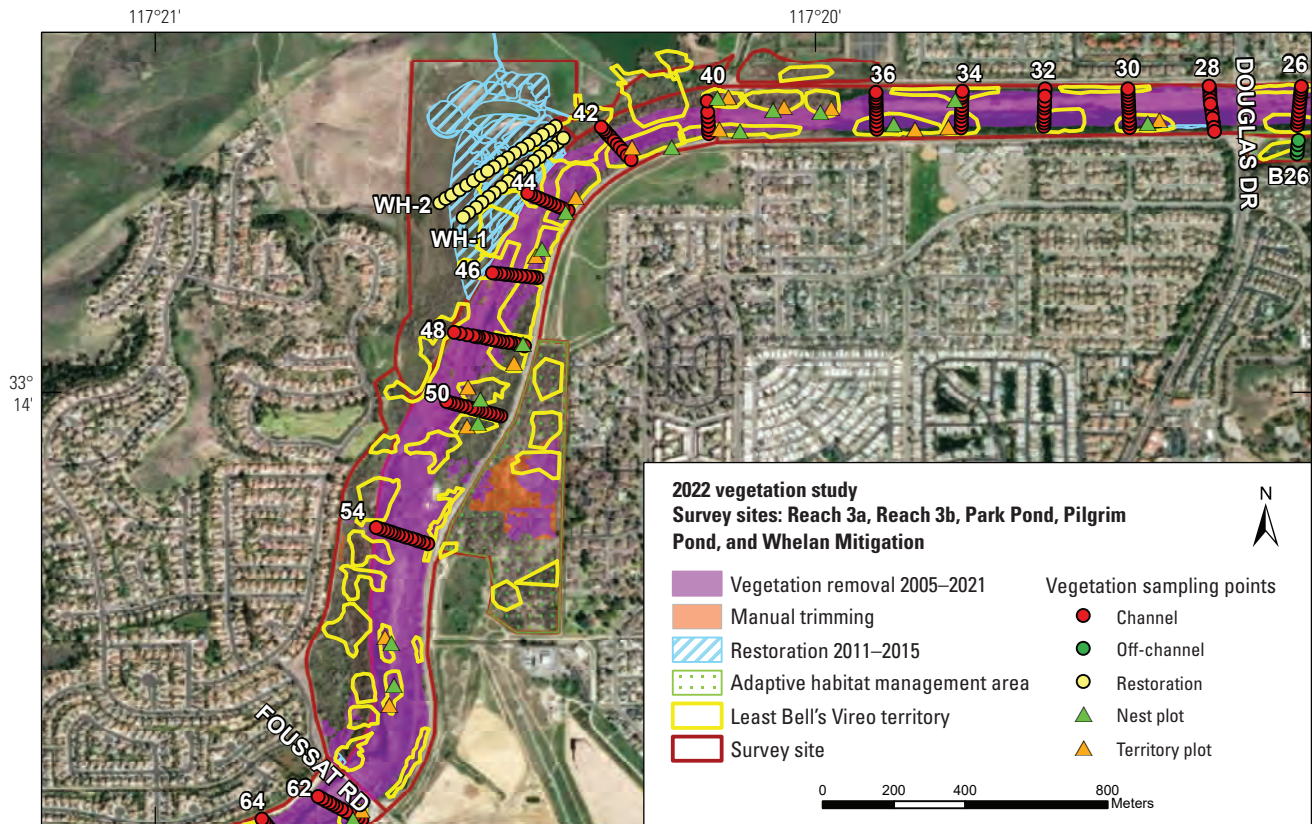 117°21'
117°20'
40
36
34
32
30
28
DOUGLAS DR
26
42
B26
44
WH-2
WH-1
46
48
33°
14'
50
54
FOUSSAT RD
62
64
2022 vegetation study
Survey sites: Reach 3a, Reach 3b, Park Pond, Pilgrim
Pond, and Whelan Mitigation
N
Vegetation removal 2005–2021
Manual trimming
Restoration 2011–2015
Adaptive habitat management area
Least Bell's Vireo territory
Survey site
Vegetation sampling points
Channel
Off-channel
Restoration
Nest plot
Territory plot
0 200 400 800
Meters